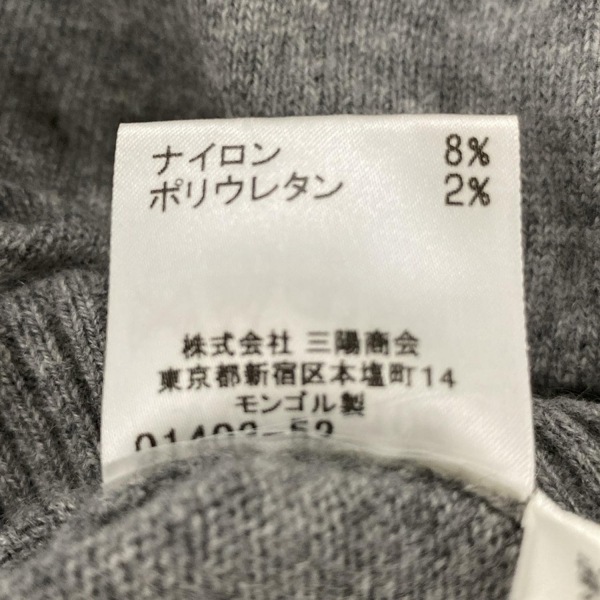 ナイロン 8%
ポリウレタン 2%
株式会社 三陽商会
東京都新宿区本塩町14
モンゴル製